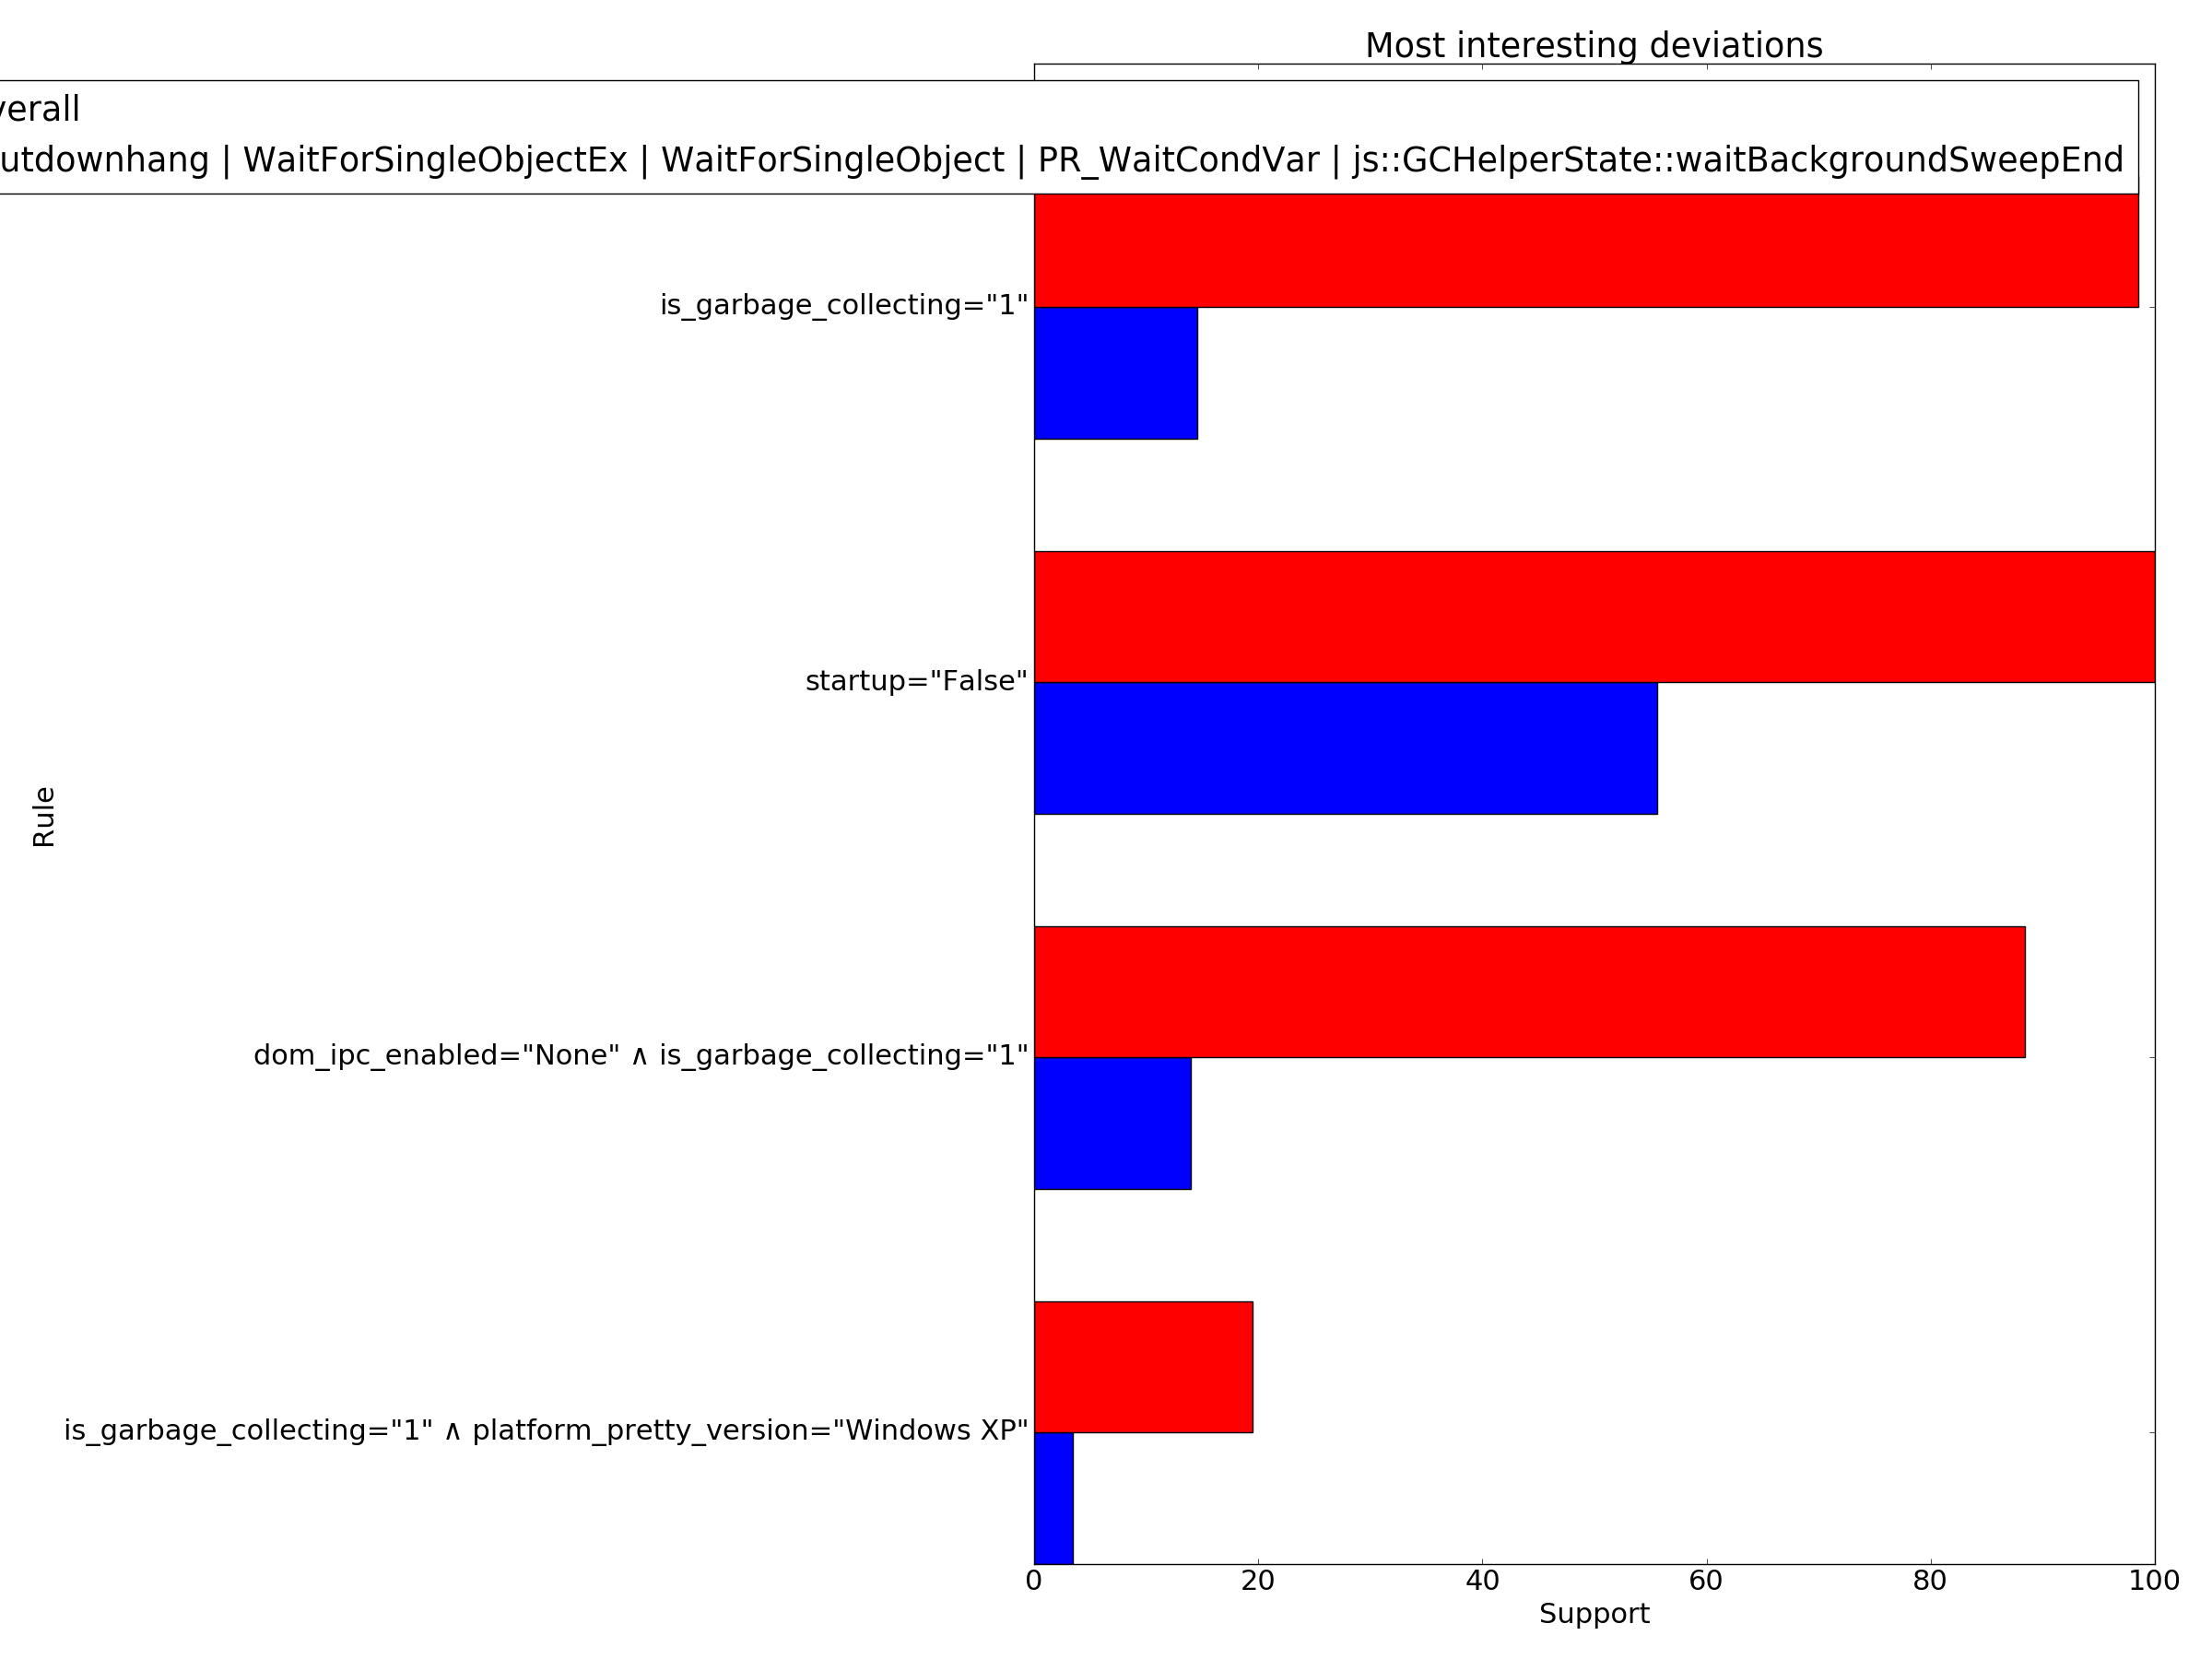 Most interesting deviations
verall
utdownhang | WaitForSingleObjectEx | WaitForSingleObject | PR_WaitCondVar | js::GCHelperState::waitBackgroundSweepEnd
is_garbage_collecting="1"
startup="False"
Rule
dom_ipc_enabled="None" ∧ is_garbage_collecting="1"
is_garbage_collecting="1" ∧ platform_pretty_version="Windows XP"
0 20 40 60 80 100
Support